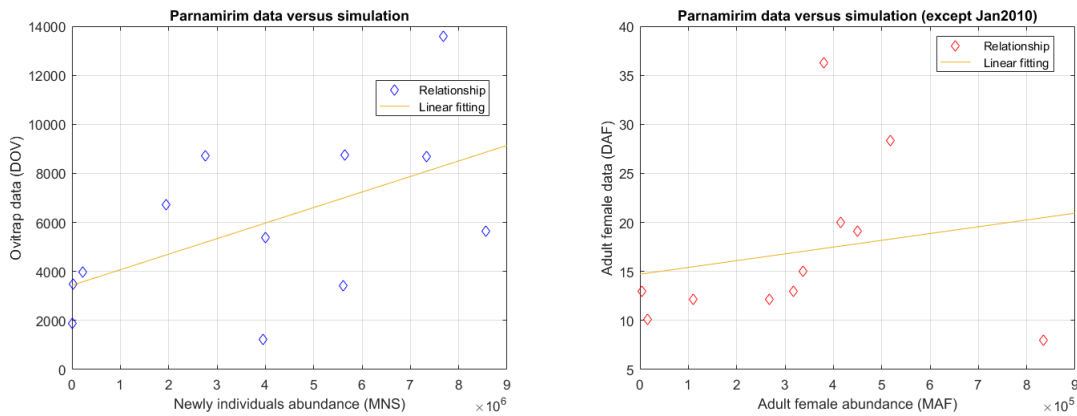 Parnamirim data versus simulation
14000
12000
10000
8000
6000
4000
2000
0
Ovitrap data (DOV)
Relationship
Linear fitting
0 1 2 3 4 5 6 7 8 9
Newly individuals abundance (MNS)
×10^6
Parnamirim data versus simulation (except Jan2010)
40
35
30
25
20
15
10
5
Adult female data (DAF)
Relationship
Linear fitting
0 1 2 3 4 5 6 7 8 9
Adult female abundance (MAF)
×10^5